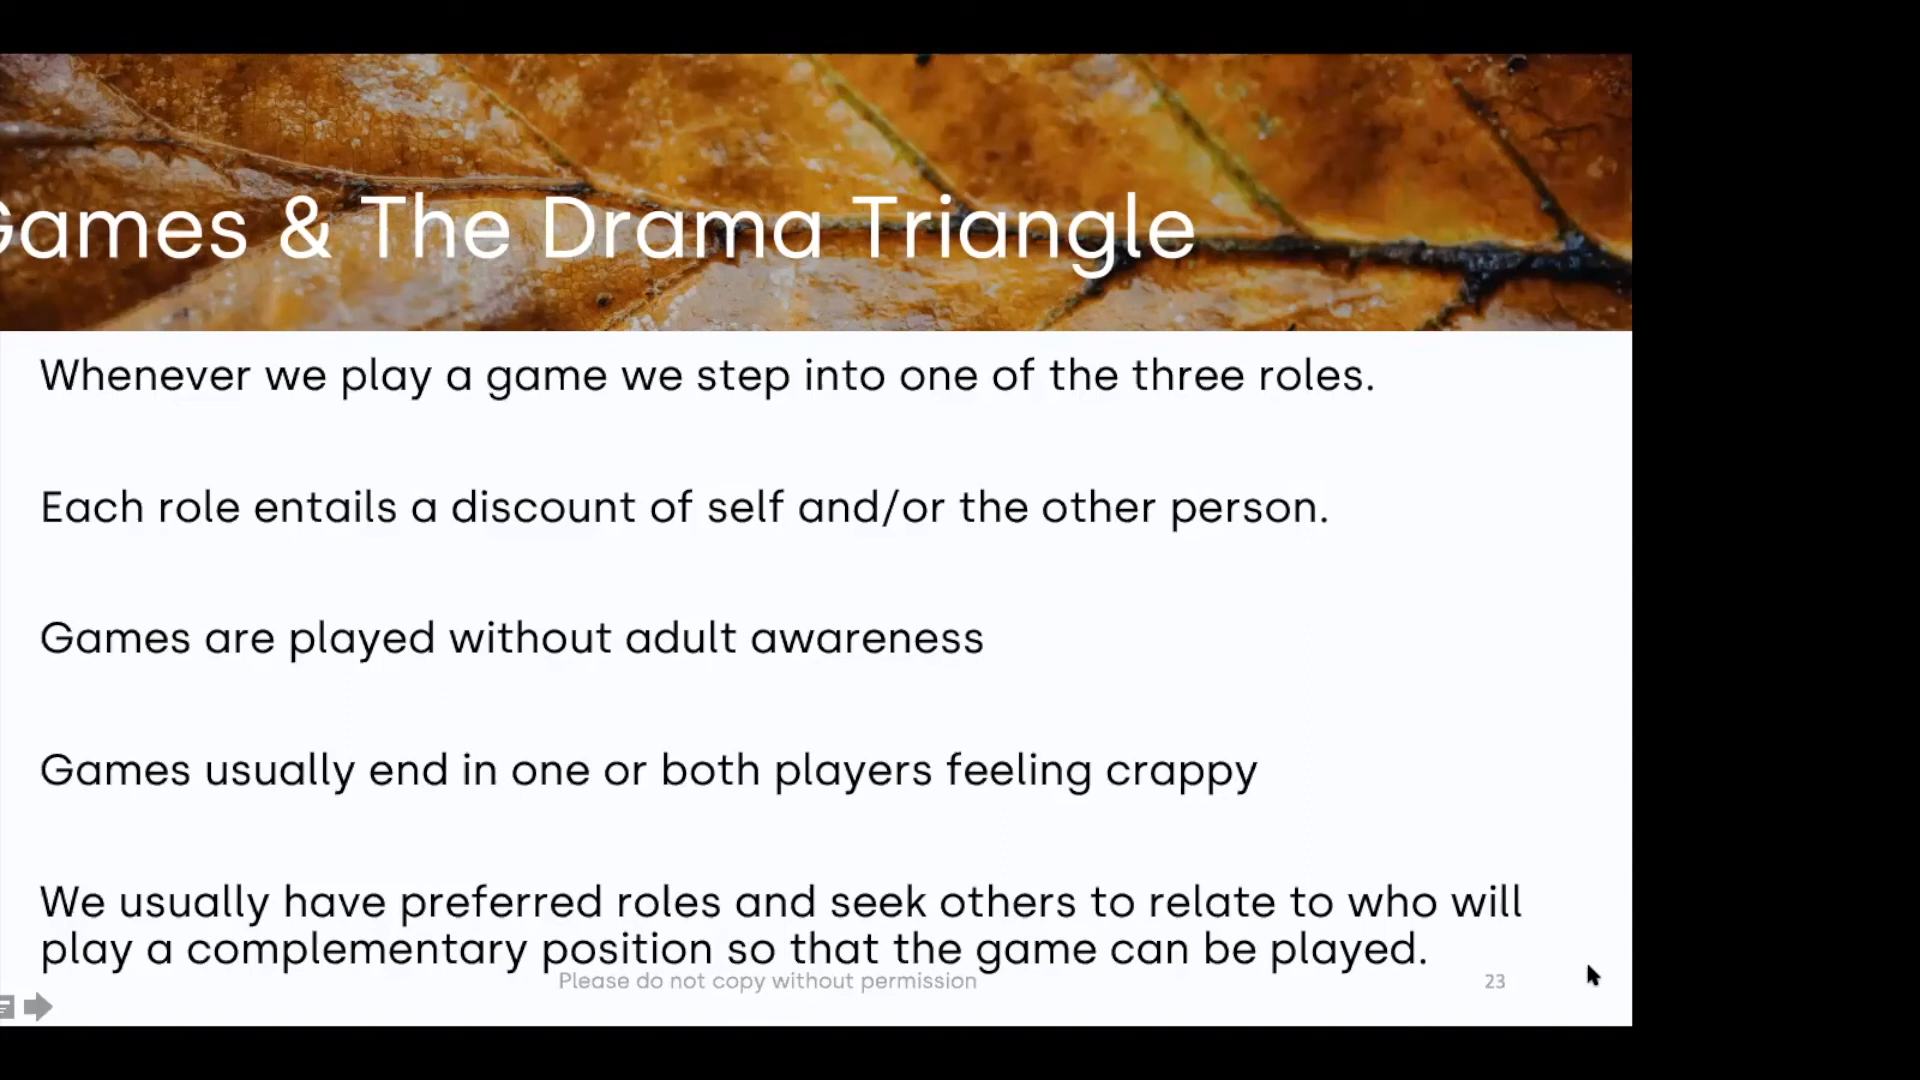 Games & The Drama Triangle
Whenever we play a game we step into one of the three roles.
Each role entails a discount of self and/or the other person.
Games are played without adult awareness
Games usually end in one or both players feeling crappy
We usually have preferred roles and seek others to relate to who will
play a complementary position so that the game can be played.
Please do not copy without permission
23